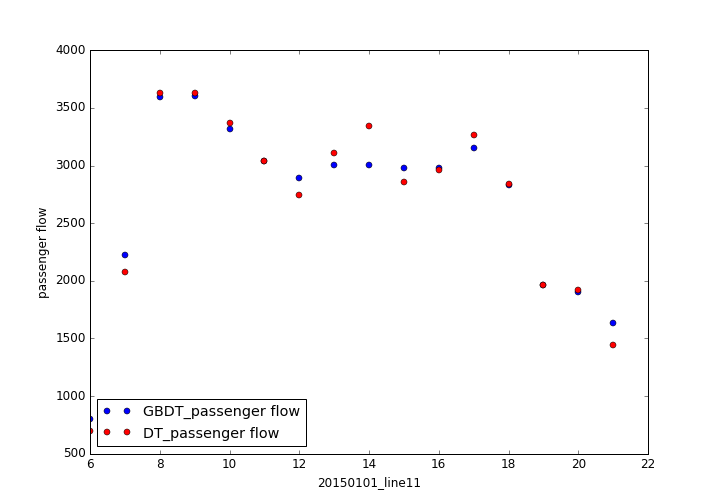 4000
3500
3000
2500
2000
1500
1000
500
passenger flow
GBDT_passenger flow
DT_passenger flow
6 8 10 12 14 16 18 20 22
20150101_line11